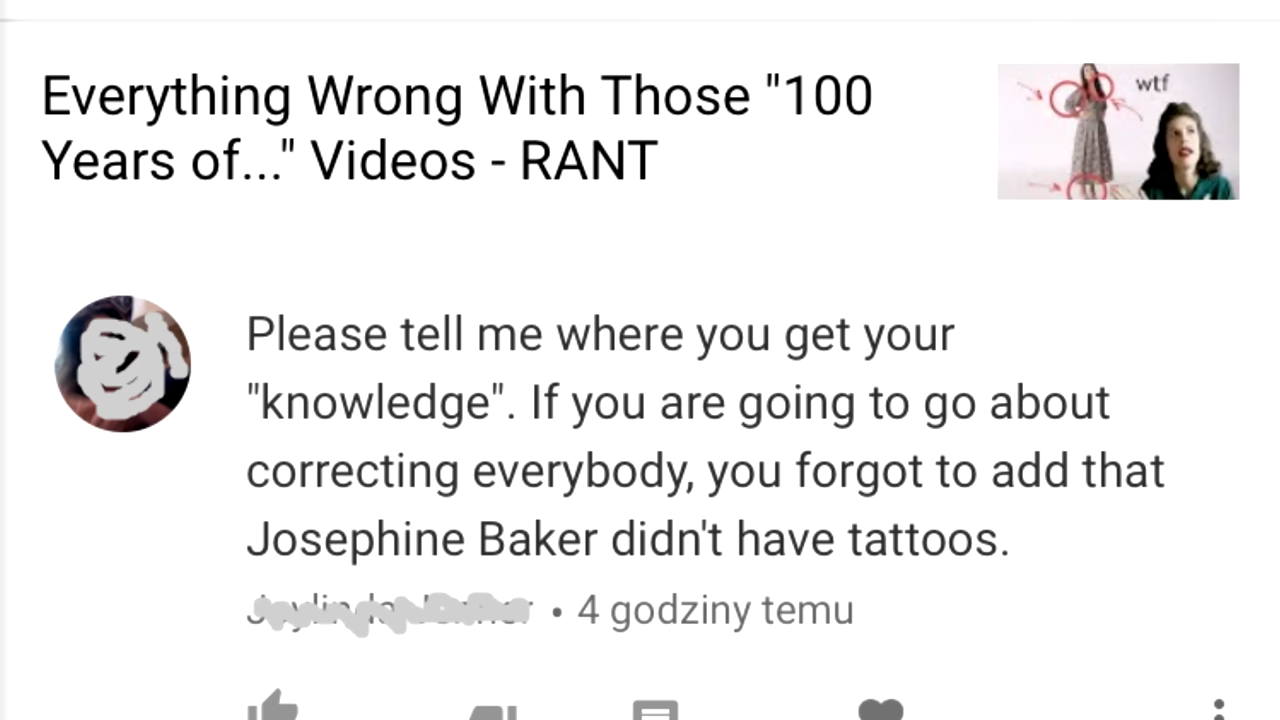 Everything Wrong With Those "100
Years of..." Videos - RANT
wtf
Please tell me where you get your
"knowledge". If you are going to go about
correcting everybody, you forgot to add that
Josephine Baker didn't have tattoos.
• 4 godziny temu